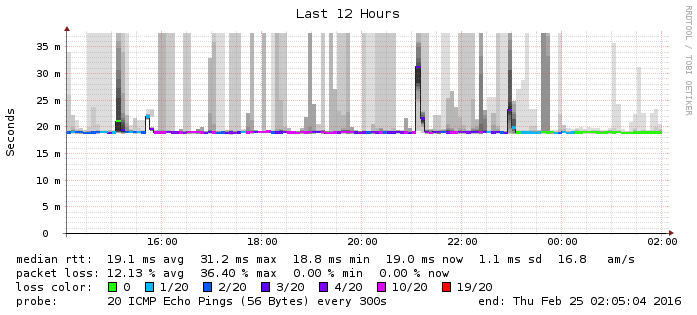 Last 12 Hours
RRDTOOL / TOBI OETIKER
Seconds
35 m
30 m
25 m
20 m
15 m
10 m
5 m
0
16:00 18:00 20:00 22:00 00:00 02:00
median rtt: 19.1 ms avg 31.2 ms max 18.8 ms min 19.0 ms now 1.1 ms sd 16.8 am/s
packet loss: 12.13 % avg 36.40 % max 0.00 % min 0.00 % now
loss color: 0 1/20 2/20 3/20 4/20 10/20 19/20
probe: 20 ICMP Echo Pings (56 Bytes) every 300s end: Thu Feb 25 02:05:04 2016